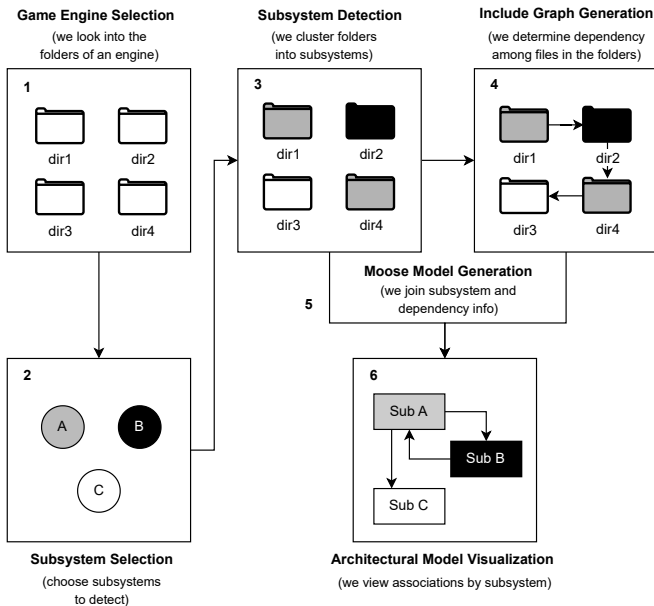 Game Engine Selection
(we look into the
folders of an engine)
1
dir1
dir2
dir3
dir4
2
A
B
C
Subsystem Selection
(choose subsystems
to detect)
Subsystem Detection
(we cluster folders
into subsystems)
3
dir1
dir2
dir3
dir4
Include Graph Generation
(we determine dependency
among files in the folders)
4
dir1
dir2
dir3
dir4
5
Moose Model Generation
(we join subsystem and
dependency info)
6
Sub A
Sub B
Sub C
Architectural Model Visualization
(we view associations by subsystem)